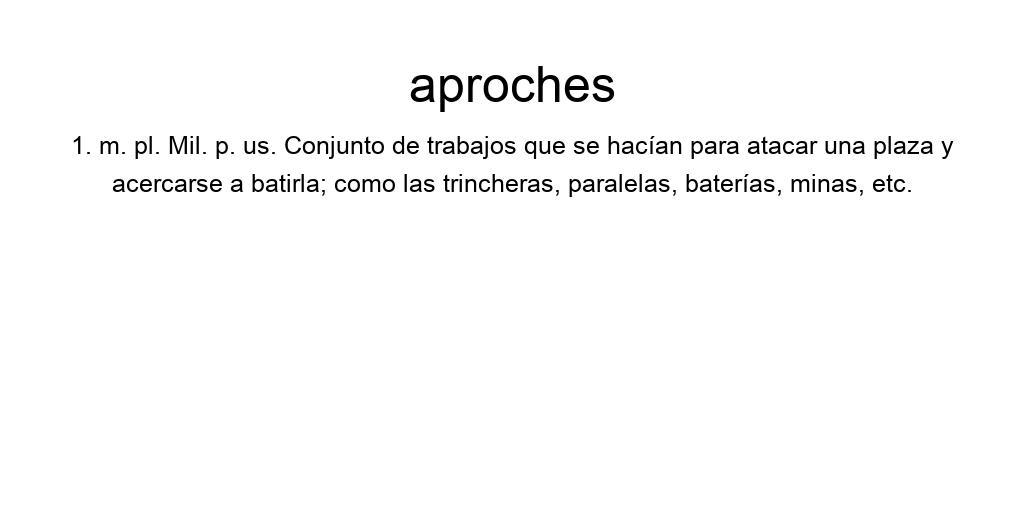 aproches
1. m. pl. Mil. p. us. Conjunto de trabajos que se hacían para atacar una plaza y
acercarse a batirla; como las trincheras, paralelas, baterías, minas, etc.